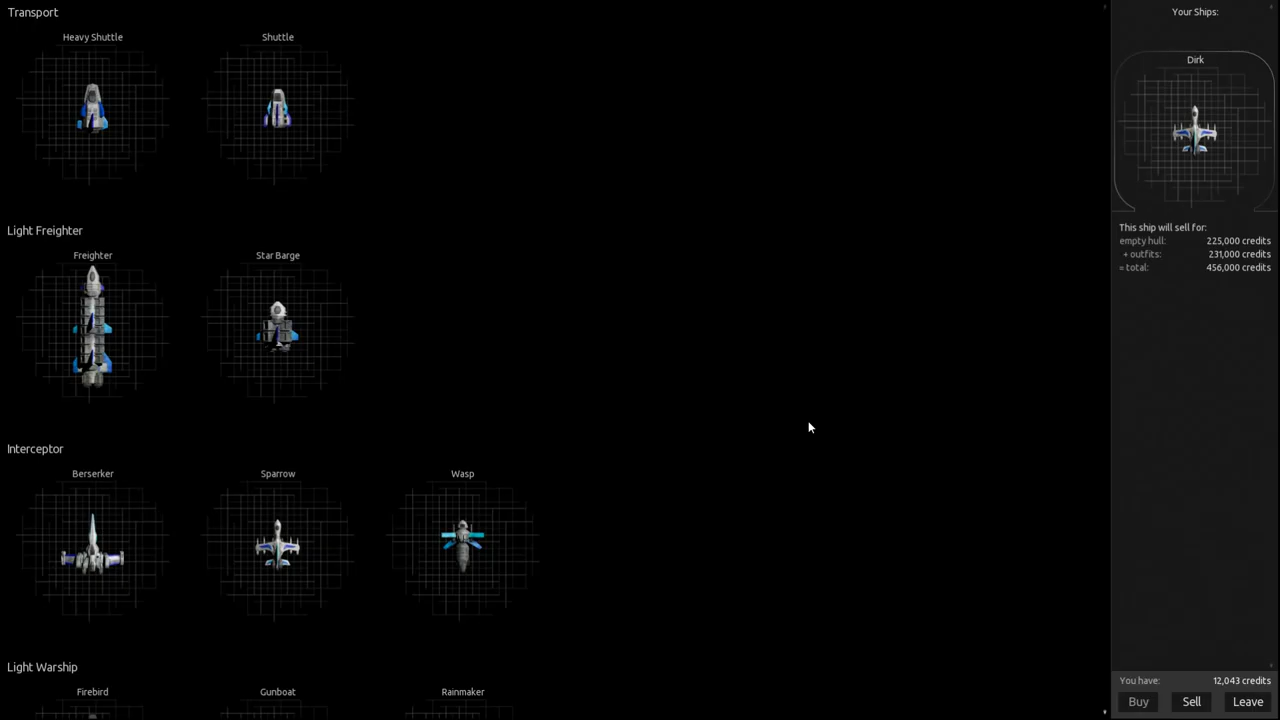 Transport
Heavy Shuttle
Shuttle
Light Freighter
Freighter
Star Barge
Interceptor
Berserker
Sparrow
Wasp
Light Warship
Firebird
Gunboat
Rainmaker
Your Ships:
Dirk
This ship will sell for:
empty hull: 225,000 credits
+ outfits: 231,000 credits
= total: 456,000 credits
You have: 12,043 credits
Buy
Sell
Leave